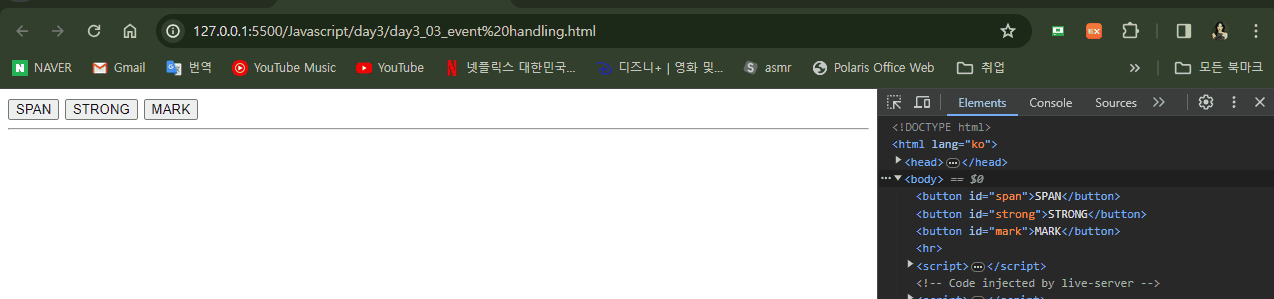 127.0.0.1:5500/Javascript/day3/day3_03_event%20handling.html
EX
N NAVER Gmail 번역 YouTube Music YouTube 넷플릭스 대한민국... 디즈니+ | 영화 및... asmr Polaris Office Web 취업 » 모든 북마크
SPAN STRONG MARK
Elements Console Sources »
<!DOCTYPE html>
<html lang="ko">
<head>…</head>
<body> == $0
<button id="span">SPAN</button>
<button id="strong">STRONG</button>
<button id="mark">MARK</button>
<hr>
<script>…</script>
<!-- Code injected by live-server -->
<script>…</script>